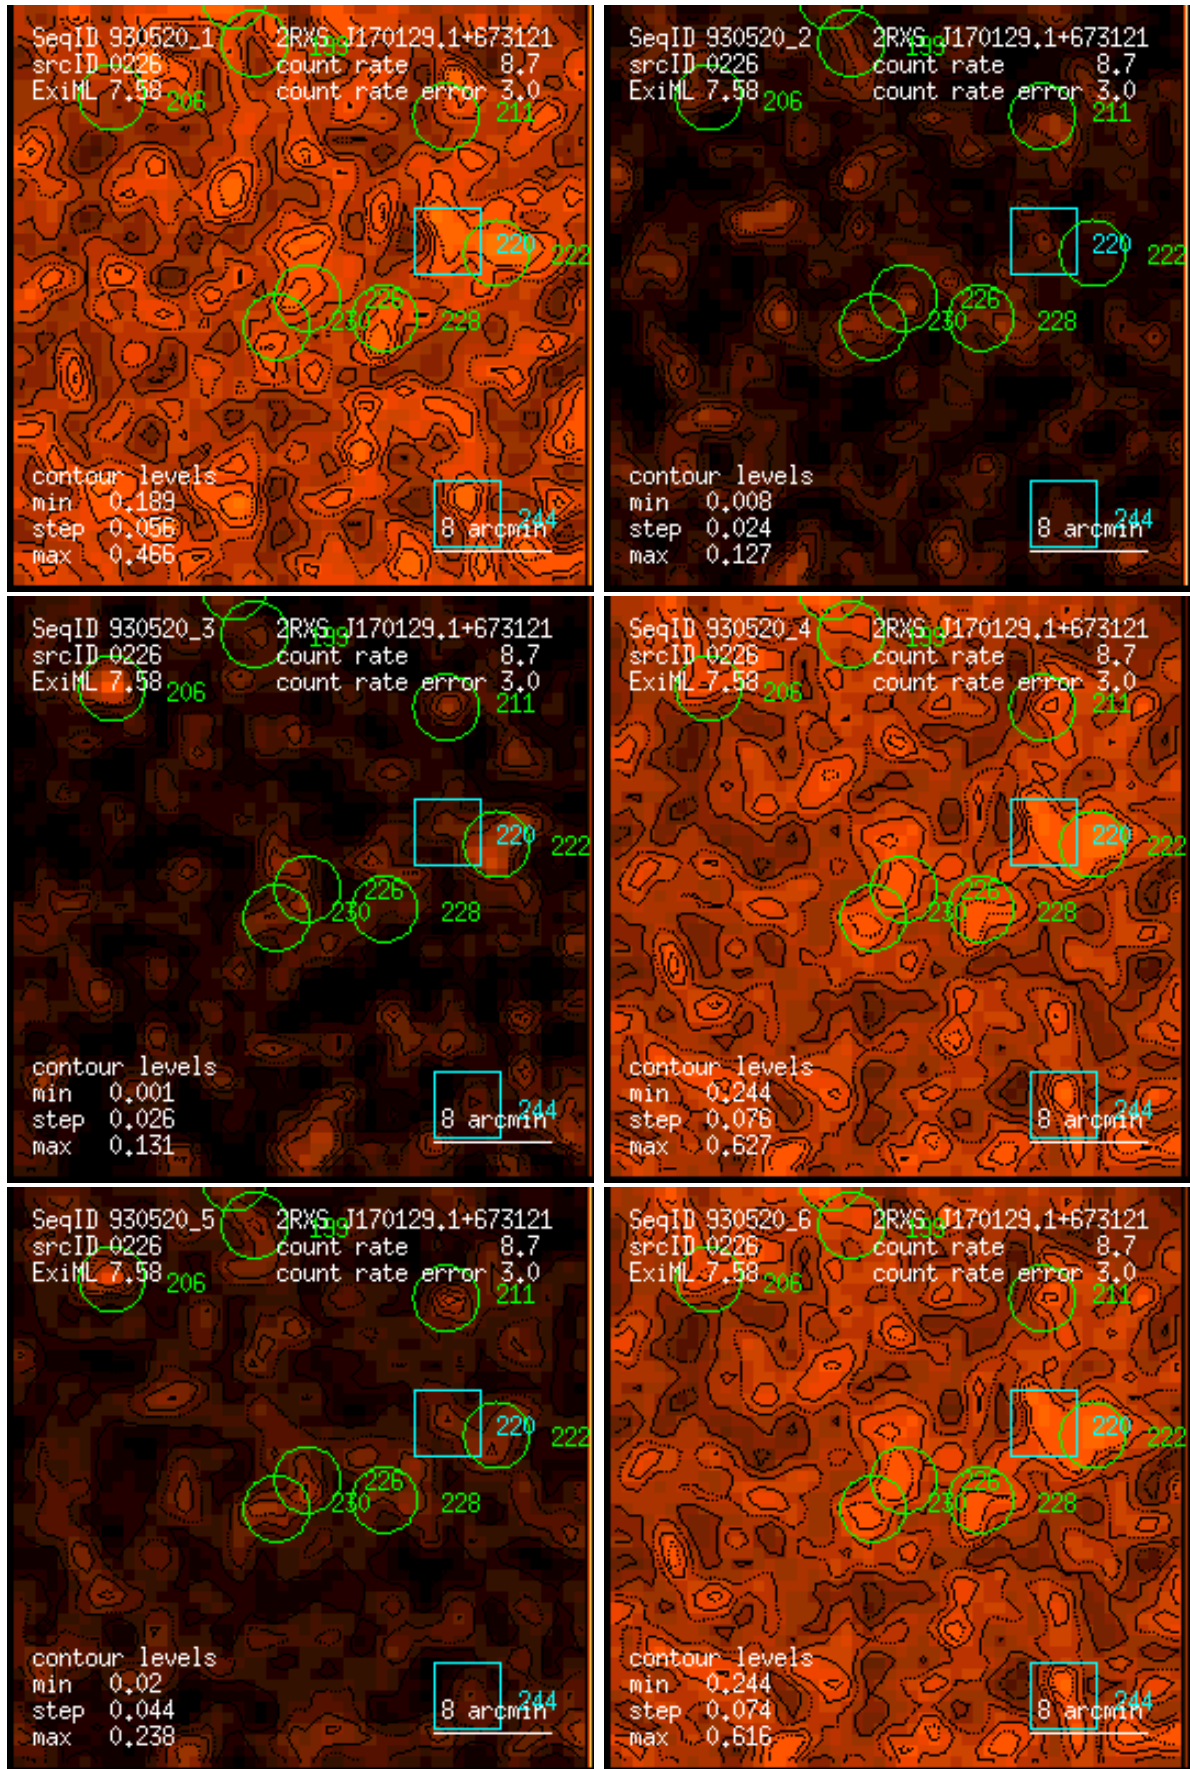 SeqID 930520_1 2RXS J170129.1+673121
199
srcID 0226 count rate 8.7
ExiML 7.58 count rate error 3.0
206 211
220 222
226
230 228
contour levels
min 0.189
step 0.056
max 0.466
244
8 arcmin
SeqID 930520_2 2RXS J170129.1+673121
199
srcID 0226 count rate 8.7
ExiML 7.58 count rate error 3.0
206 211
220 222
226
230 228
contour levels
min 0.008
step 0.024
max 0.127
244
8 arcmin
SeqID 930520_3 2RXS J170129.1+673121
199
srcID 0226 count rate 8.7
ExiML 7.58 count rate error 3.0
206 211
220 222
226
230 228
contour levels
min 0.001
step 0.026
max 0.131
244
8 arcmin
SeqID 930520_4 2RXS J170129.1+673121
199
srcID 0226 count rate 8.7
ExiML 7.58 count rate error 3.0
206 211
220 222
226
230 228
contour levels
min 0.244
step 0.076
max 0.627
244
8 arcmin
SeqID 930520_5 2RXS J170129.1+673121
199
srcID 0226 count rate 8.7
ExiML 7.58 count rate error 3.0
206 211
220 222
226
230 228
contour levels
min 0.02
step 0.044
max 0.238
244
8 arcmin
SeqID 930520_6 2RXS J170129.1+673121
199
srcID 0226 count rate 8.7
ExiML 7.58 count rate error 3.0
206 211
220 222
226
230 228
contour levels
min 0.244
step 0.074
max 0.616
244
8 arcmin